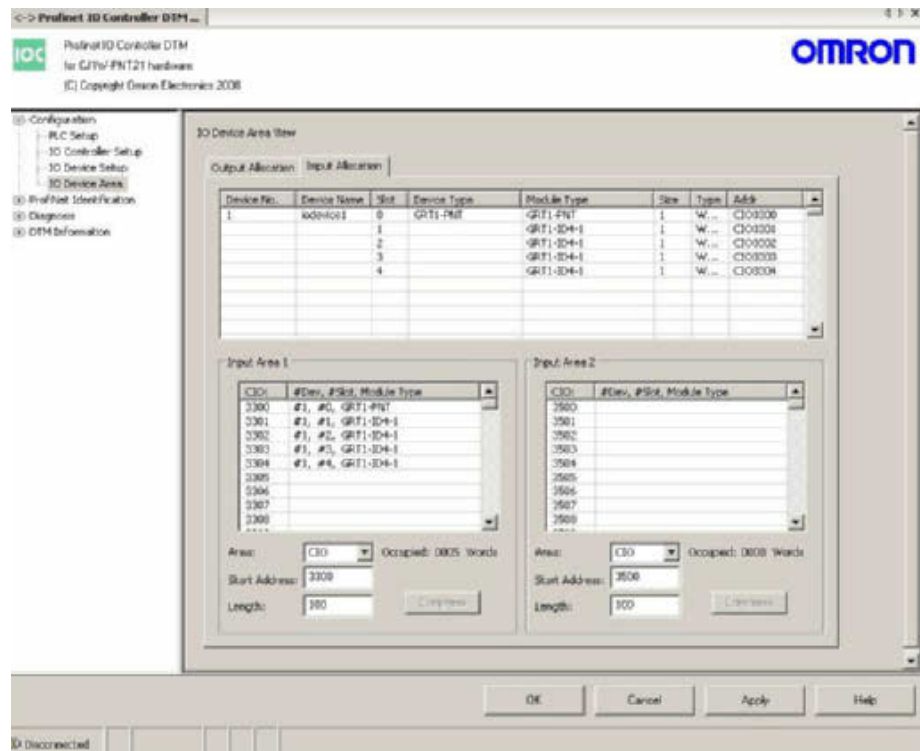 <-> Profinet IO Controller DTM ...
IOC
Profinet IO Controller DTM
for CJ1W-PNT21 hardware
(C) Copyright Omron Electronics 2008
OMRON
Configuration
PLC Setup
IO Controller Setup
IO Device Setup
IO Device Area
ProfiNet Identification
Diagnosis
DTM Information
IO Device Area View
Output Allocation Input Allocation
Device No. Device Name Slot Device Type Module Type Size Type Addr
1 iodevice1 0 GRT1-PNT GRT1-PNT 1 W...
1 GRT1-ID4-1 1 W...
2 GRT1-ID4-1 1 W...
3 GRT1-ID4-1 1 W...
4 GRT1-ID4-1 1 W...
Input Area 1
CIO: #Dev, #Slot, Module Type
3300 #1, #0, GRT1-PNT
3301 #1, #1, GRT1-ID4-1
3302 #1, #2, GRT1-ID4-1
3303 #1, #3, GRT1-ID4-1
3304 #1, #4, GRT1-ID4-1
3305
3306
3307
3308
Area: CIO Occupied: 0005 Words
Start Address: 3300
Length: 100
Compress
Input Area 2
CIO: #Dev, #Slot, Module Type
3500
3501
3502
3503
3504
3505
3506
3507
3508
Area: CIO Occupied: 0000 Words
Start Address: 3500
Length: 100
Compress
OK Cancel Apply Help
Disconnected